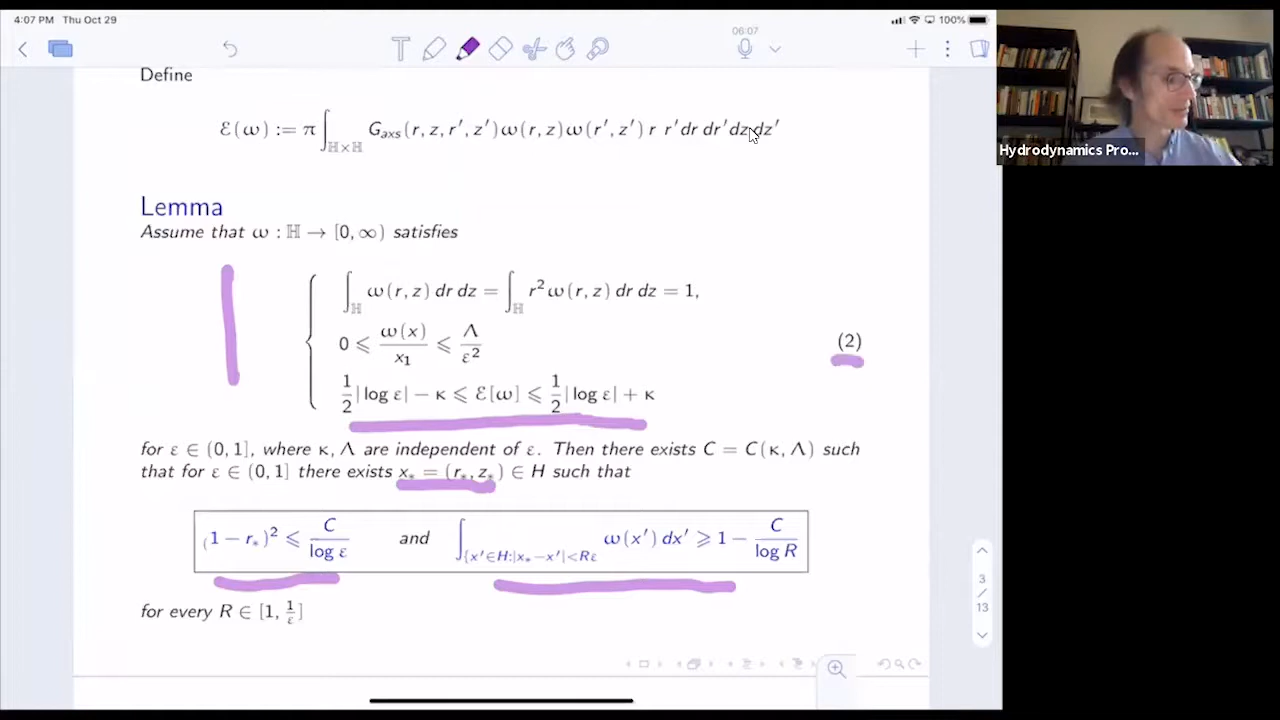 4:07 PM Thu Oct 29
100%
06:07
Define
ℰ(ω) := π ∫_{ℍ×ℍ} G_{axs}(r, z, r′, z′)ω(r, z)ω(r′, z′) r r′dr dr′dz dz′
Lemma
Assume that ω : ℍ → [0, ∞) satisfies
∫_ℍ ω(r, z) dr dz = ∫_ℍ r²ω(r, z) dr dz = 1,
0 ⩽ ω(x)/x₁ ⩽ Λ/ε²
(2)
1/2|log ε| − κ ⩽ ℰ[ω] ⩽ 1/2|log ε| + κ
for ε ∈ (0, 1], where κ, Λ are independent of ε. Then there exists C = C(κ, Λ) such
that for ε ∈ (0, 1] there exists x_* = (r_*, z_*) ∈ H such that
(1 − r_*)² ⩽ C/log ε and ∫_{{x′∈H:|x_*−x′|<Rε} ω(x′) dx′ ⩾ 1 − C/log R
for every R ∈ [1, 1/ε]
3
/
13
Hydrodynamics Pro...